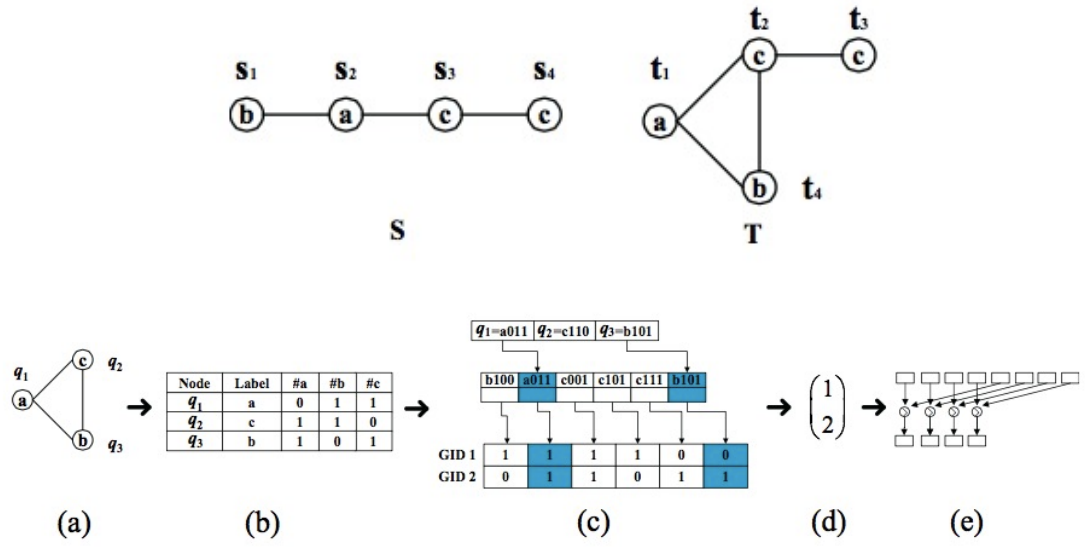 s1 s2 s3 s4
b a c c
S
t1 t2 t3
t4
a c c b
T
q1 q2 q3
a c b
Node Label #a #b #c
q1 a 0 1 1
q2 c 1 1 0
q3 b 1 0 1
q1=a011 q2=c110 q3=b101
b100 a011 c001 c101 c111 b101
GID 1 1 1 1 1 0 0
GID 2 0 1 1 0 1 1
1
2
(a) (b) (c) (d) (e)